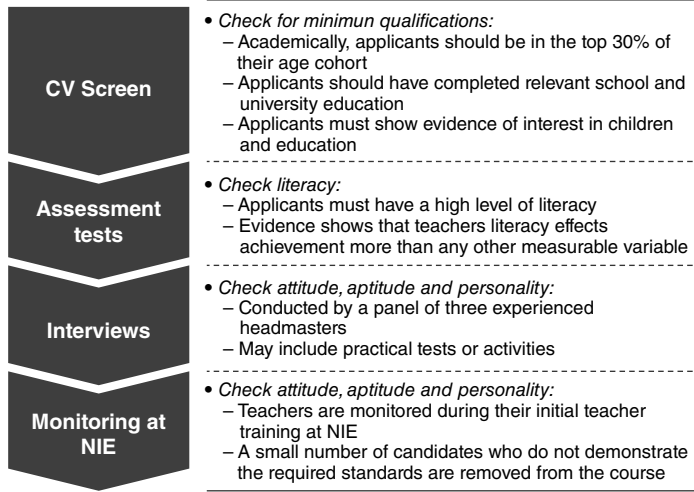 CV Screen
• Check for minimun qualifications:
– Academically, applicants should be in the top 30% of
their age cohort
– Applicants should have completed relevant school and
university education
– Applicants must show evidence of interest in children
and education
Assessment
tests
• Check literacy:
– Applicants must have a high level of literacy
– Evidence shows that teachers literacy effects
achievement more than any other measurable variable
Interviews
• Check attitude, aptitude and personality:
– Conducted by a panel of three experienced
headmasters
– May include practical tests or activities
Monitoring at
NIE
• Check attitude, aptitude and personality:
– Teachers are monitored during their initial teacher
training at NIE
– A small number of candidates who do not demonstrate
the required standards are removed from the course